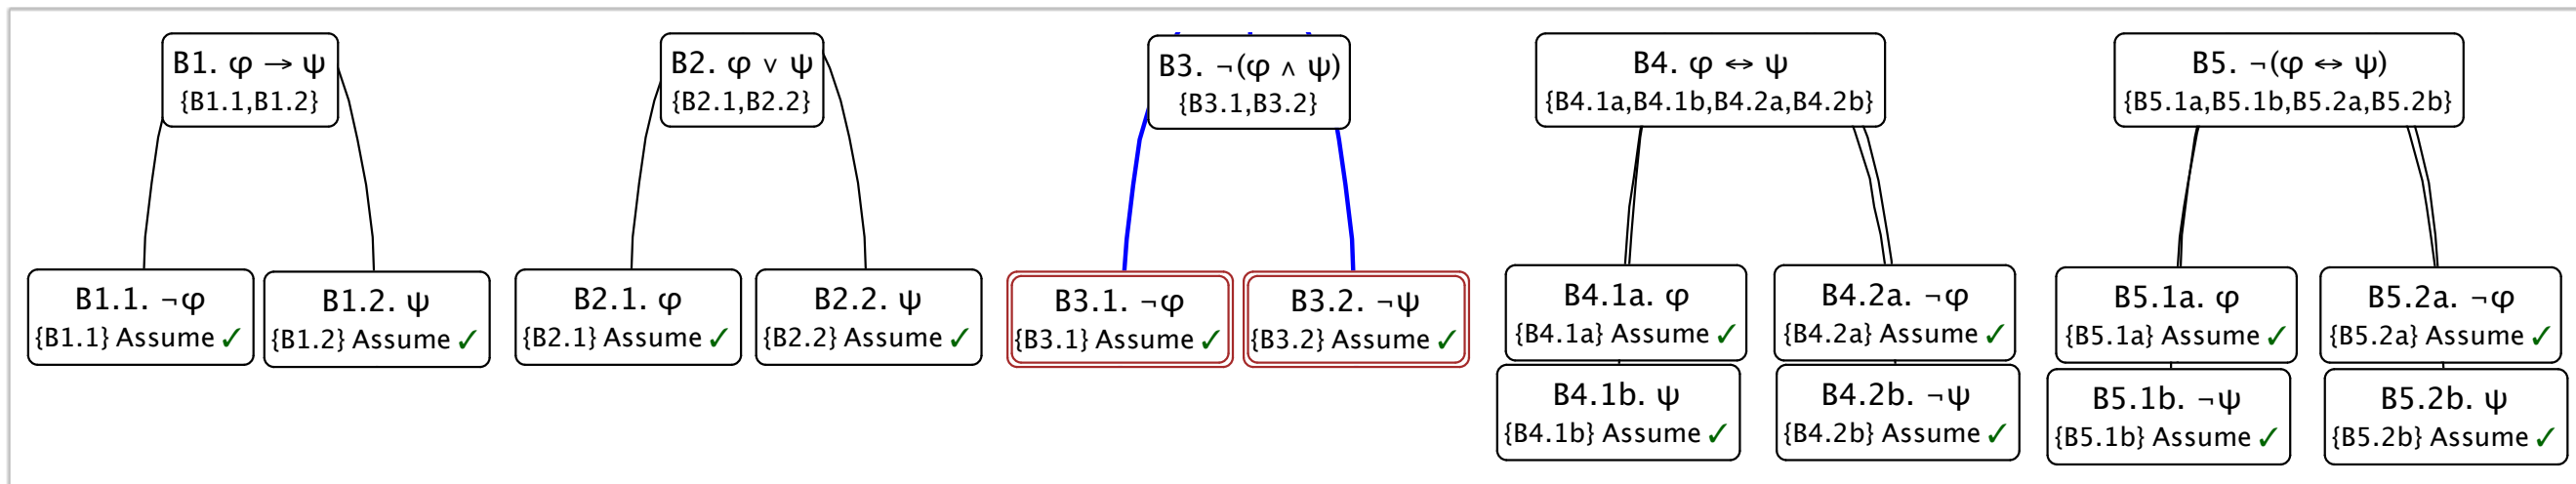 B1. φ → ψ
{B1.1,B1.2}
B2. φ ∨ ψ
{B2.1,B2.2}
B3. ¬(φ ∧ ψ)
{B3.1,B3.2}
B4. φ ↔ ψ
{B4.1a,B4.1b,B4.2a,B4.2b}
B5. ¬(φ ↔ ψ)
{B5.1a,B5.1b,B5.2a,B5.2b}
B1.1. ¬φ
{B1.1} Assume ✓
B1.2. ψ
{B1.2} Assume ✓
B2.1. φ
{B2.1} Assume ✓
B2.2. ψ
{B2.2} Assume ✓
B3.1. ¬φ
{B3.1} Assume ✓
B3.2. ¬ψ
{B3.2} Assume ✓
B4.1a. φ
{B4.1a} Assume ✓
B4.2a. ¬φ
{B4.2a} Assume ✓
B5.1a. φ
{B5.1a} Assume ✓
B5.2a. ¬φ
{B5.2a} Assume ✓
B4.1b. ψ
{B4.1b} Assume ✓
B4.2b. ¬ψ
{B4.2b} Assume ✓
B5.1b. ¬ψ
{B5.1b} Assume ✓
B5.2b. ψ
{B5.2b} Assume ✓